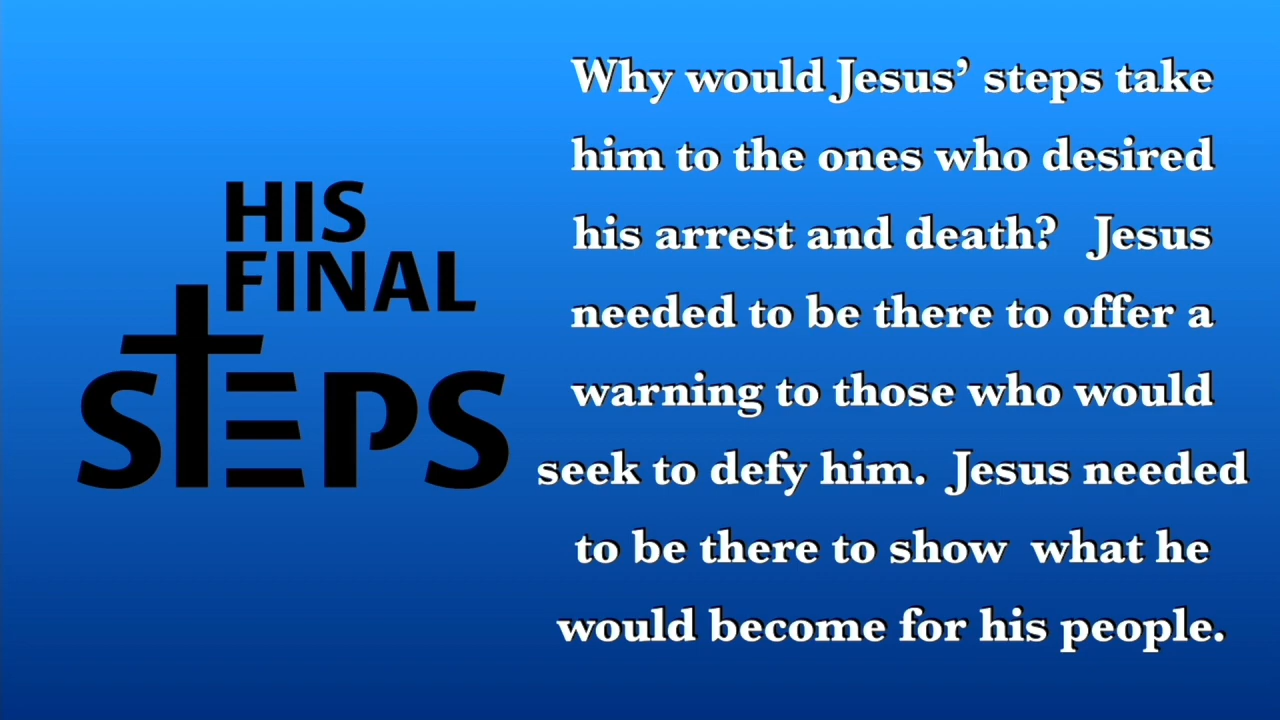 HIS
FINAL
STEPS
Why would Jesus’ steps take
him to the ones who desired
his arrest and death?   Jesus
needed to be there to offer a
warning to those who would
seek to defy him.  Jesus needed
to be there to show  what he
would become for his people.